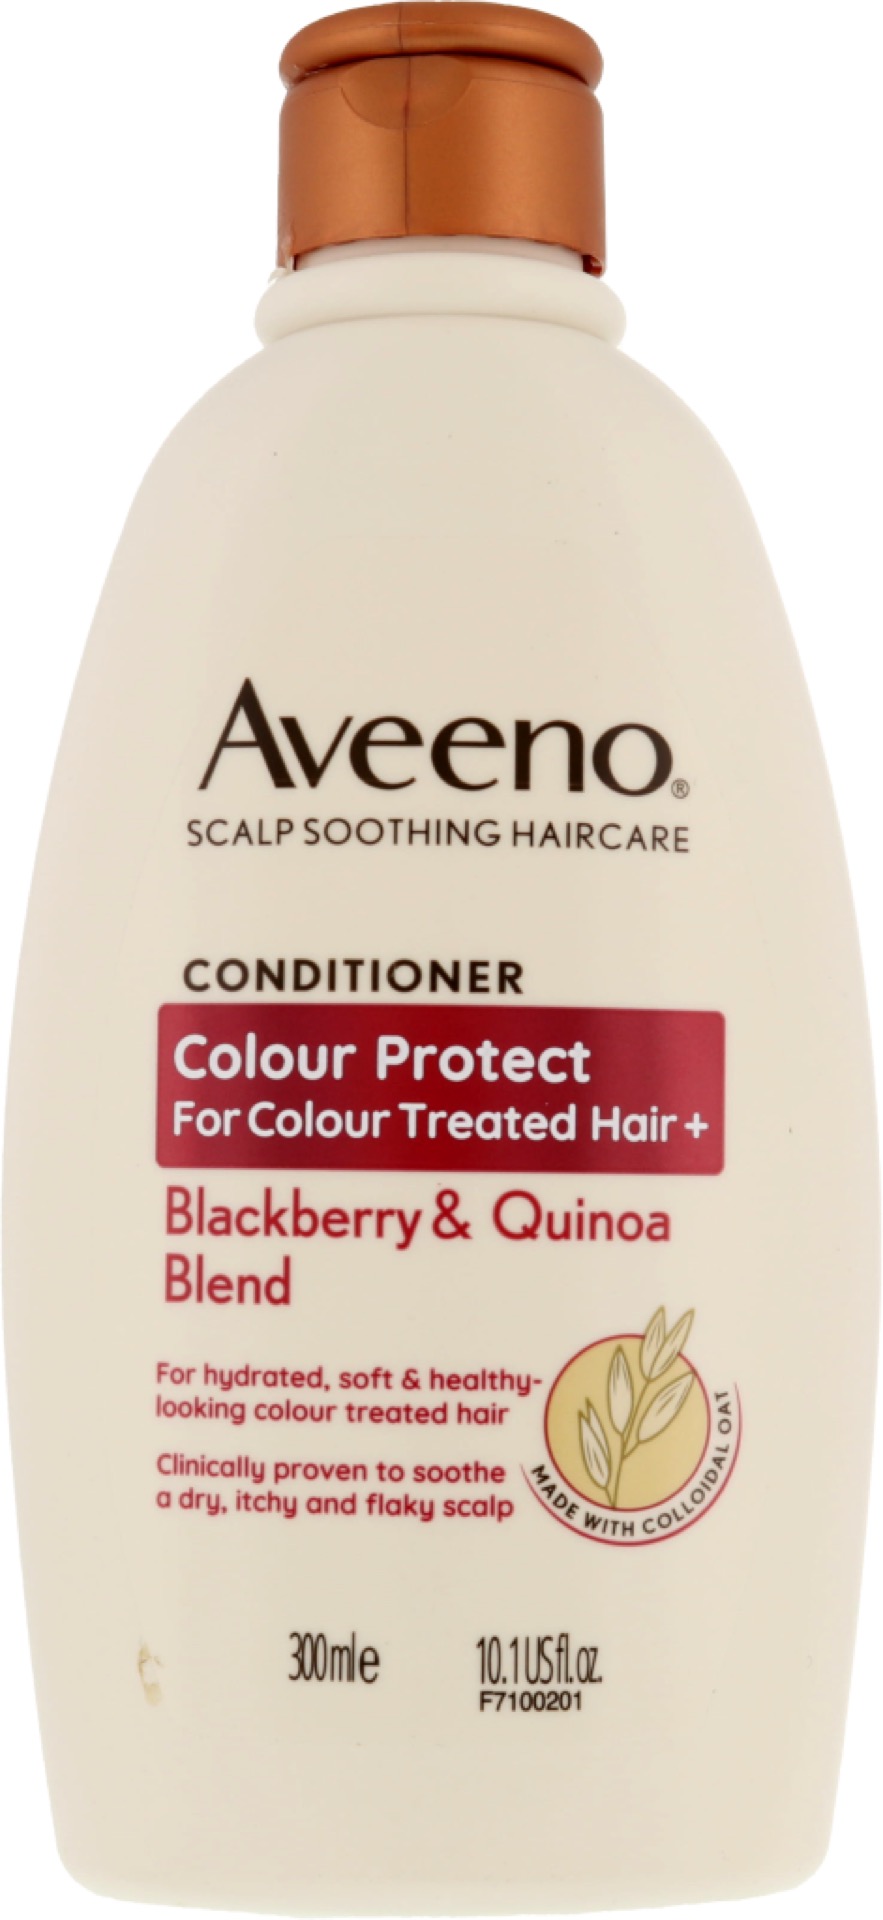 Aveeno®
SCALP SOOTHING HAIRCARE
CONDITIONER
Colour Protect
For Colour Treated Hair +
Blackberry & Quinoa
Blend
For hydrated, soft & healthy-
looking colour treated hair
Clinically proven to soothe
a dry, itchy and flaky scalp
MADE WITH COLLOIDAL OAT
300ml e
10.1 US fl. oz.
F7100201